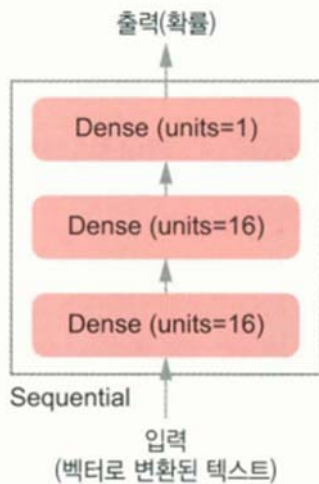 출력(확률)
Dense (units=1)
Dense (units=16)
Dense (units=16)
Sequential
입력
(벡터로 변환된 텍스트)